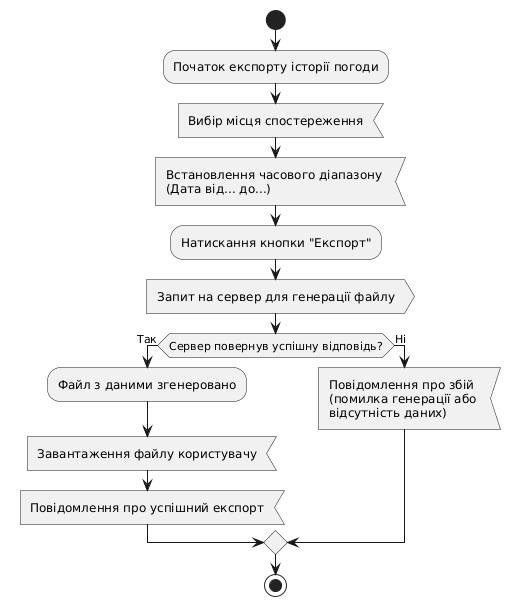 Початок експорту історії погоди
Вибір місця спостереження
Встановлення часового діапазону
(Дата від... до...)
Натискання кнопки "Експорт"
Запит на сервер для генерації файлу
Сервер повернув успішну відповідь?
Так
Ні
Файл з даними згенеровано
Повідомлення про збій
(помилка генерації або
відсутність даних)
Завантаження файлу користувачу
Повідомлення про успішний експорт